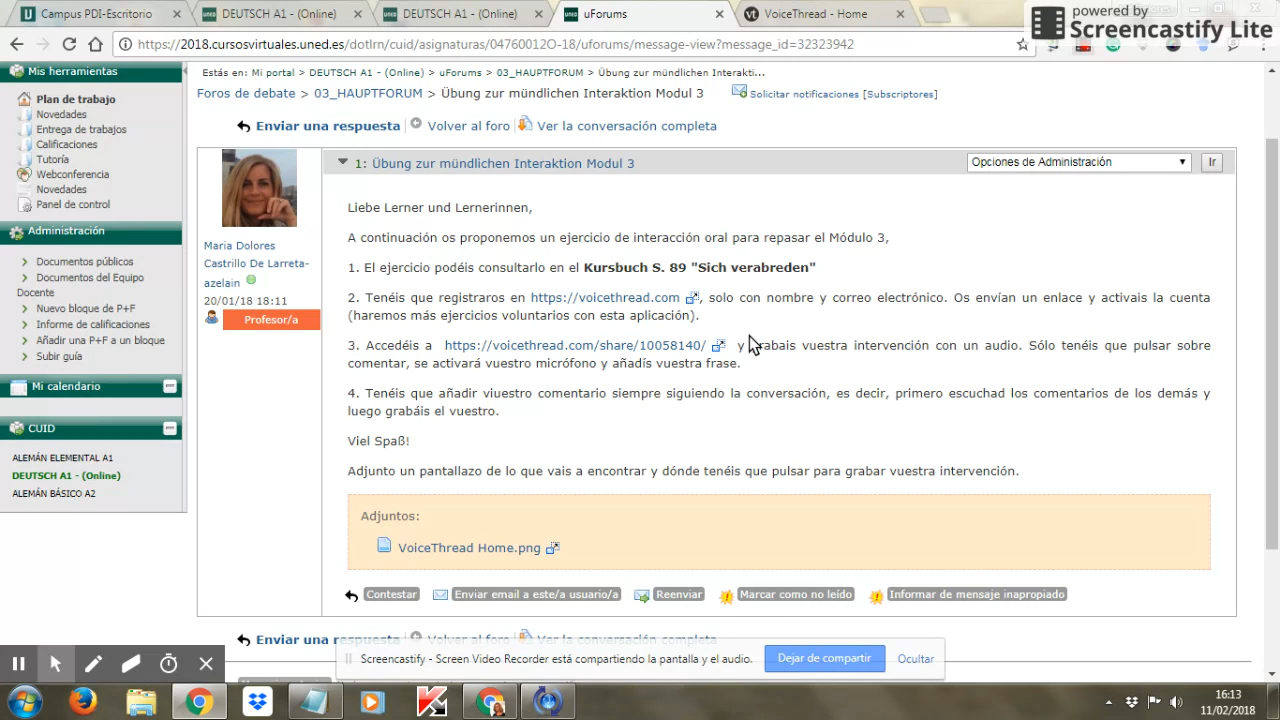 Campus PDI-Escritorio
DEUTSCH A1 - (Online)
DEUTSCH A1 - (Online)
uForums
VoiceThread - Home
powered by
Screencastify Lite
https://2018.cursosvirtuales.uned.es/dotlrn/cuid/asignaturas/04760012O-18/uforums/message-view?message_id=32323942
Mis herramientas
Plan de trabajo
Novedades
Entrega de trabajos
Calificaciones
Tutoría
Webconferencia
Novedades
Panel de control
Administración
Documentos públicos
Documentos del Equipo
Docente
Nuevo bloque de P+F
Informe de calificaciones
Añadir una P+F a un bloque
Subir guía
Mi calendario
CUID
ALEMÁN ELEMENTAL A1
DEUTSCH A1 - (Online)
ALEMÁN BÁSICO A2
Estás en: Mi portal > DEUTSCH A1 - (Online) > uForums > 03_HAUPTFORUM > Übung zur mündlichen Interakti...
Foros de debate > 03_HAUPTFORUM > Übung zur mündlichen Interaktion Modul 3
Solicitar notificaciones [Subscriptores]
Enviar una respuesta | Volver al foro | Ver la conversación completa
1: Übung zur mündlichen Interaktion Modul 3
Opciones de Administración
Ir
Maria Dolores
Castrillo De Larreta-
azelain
20/01/18 18:11
Profesor/a
Liebe Lerner und Lernerinnen,
A continuación os proponemos un ejercicio de interacción oral para repasar el Módulo 3,
1. El ejercicio podéis consultarlo en el Kursbuch S. 89 "Sich verabreden"
2. Tenéis que registraros en https://voicethread.com , solo con nombre y correo electrónico. Os envían un enlace y activais la cuenta
(haremos más ejercicios voluntarios con esta aplicación).
3. Accedéis a https://voicethread.com/share/10058140/ y grabais vuestra intervención con un audio. Sólo tenéis que pulsar sobre
comentar, se activará vuestro micrófono y añadís vuestra frase.
4. Tenéis que añadir viuestro comentario siempre siguiendo la conversación, es decir, primero escuchad los comentarios de los demás y
luego grabáis el vuestro.
Viel Spaß!
Adjunto un pantallazo de lo que vais a encontrar y dónde tenéis que pulsar para grabar vuestra intervención.
Adjuntos:
VoiceThread Home.png
Contestar
Enviar email a este/a usuario/a
Reenviar
Marcar como no leído
Informar de mensaje inapropiado
Enviar una respuesta | Volver al foro | Ver la conversación completa
Screencastify - Screen Video Recorder está compartiendo la pantalla y el audio.
Dejar de compartir
Ocultar
16:13
11/02/2018